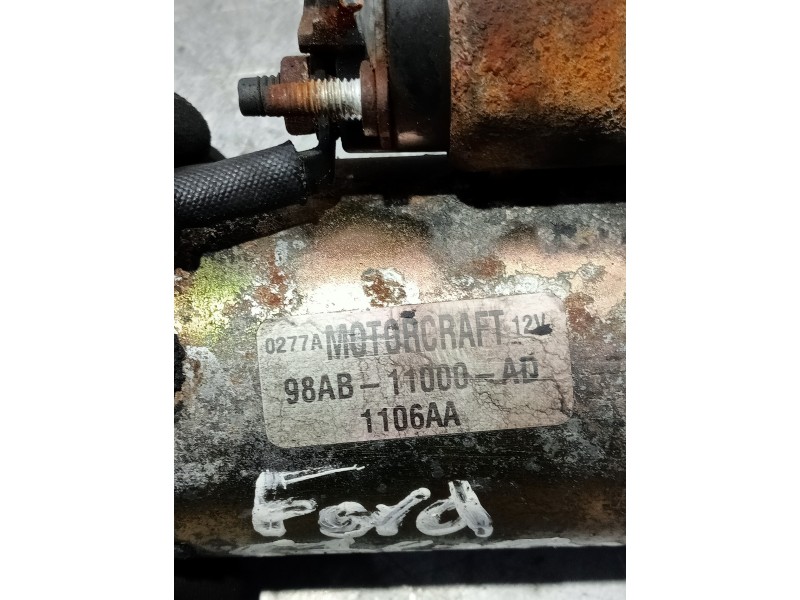 0277A MOTORCRAFT 12V
98AB-11000-AD
1106AA
Ford